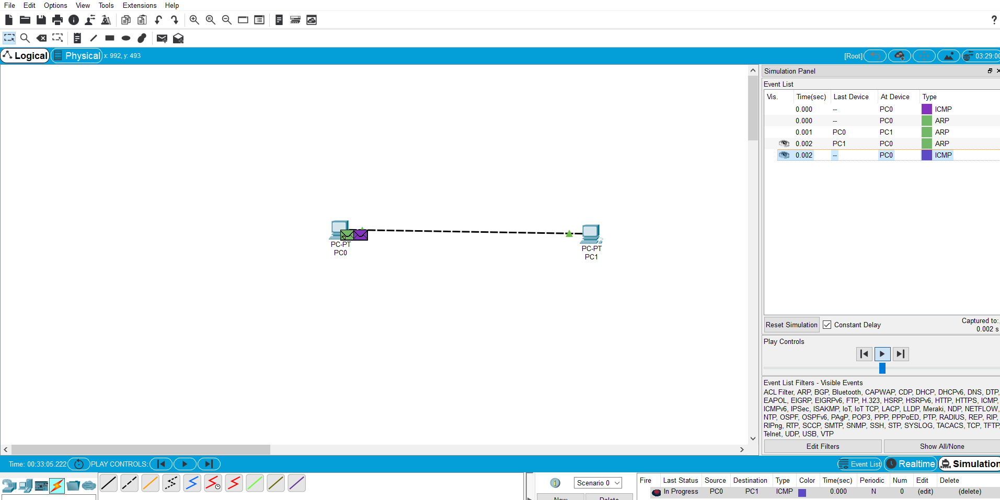 File Edit Options View Tools Extensions Help
?
Logical Physical x: 992, y: 493 [Root] 03:29:00
Simulation Panel
Event List
Vis. Time(sec) Last Device At Device Type
0.000 -- PC0 ICMP
0.000 -- PC0 ARP
0.001 PC0 PC1 ARP
0.002 PC1 PC0 ARP
0.002 -- PC0 ICMP
PC-PT
PC0
PC-PT
PC1
Reset Simulation Constant Delay Captured to:
0.002 s
Play Controls
Event List Filters - Visible Events
ACL Filter, ARP, BGP, Bluetooth, CAPWAP, CDP, DHCP, DHCPv6, DNS, DTP,
EAPOL, EIGRP, EIGRPv6, FTP, H.323, HSRP, HSRPv6, HTTP, HTTPS, ICMP,
ICMPv6, IPSec, ISAKMP, IoT, IoT TCP, LACP, LLDP, Meraki, NDP, NETFLOW,
NTP, OSPF, OSPFv6, PAgP, POP3, PPP, PPPoED, PTP, RADIUS, REP, RIP,
RIPng, RTP, SCCP, SMTP, SNMP, SSH, STP, SYSLOG, TACACS, TCP, TFTP,
Telnet, UDP, USB, VTP
Edit Filters Show All/None
Time: 00:33:05.222 PLAY CONTROLS: Event List Realtime Simulation
Scenario 0
New Delete
Fire Last Status Source Destination Type Color Time(sec) Periodic Num Edit Delete
In Progress PC0 PC1 ICMP 0.000 N 0 (edit) (delete)